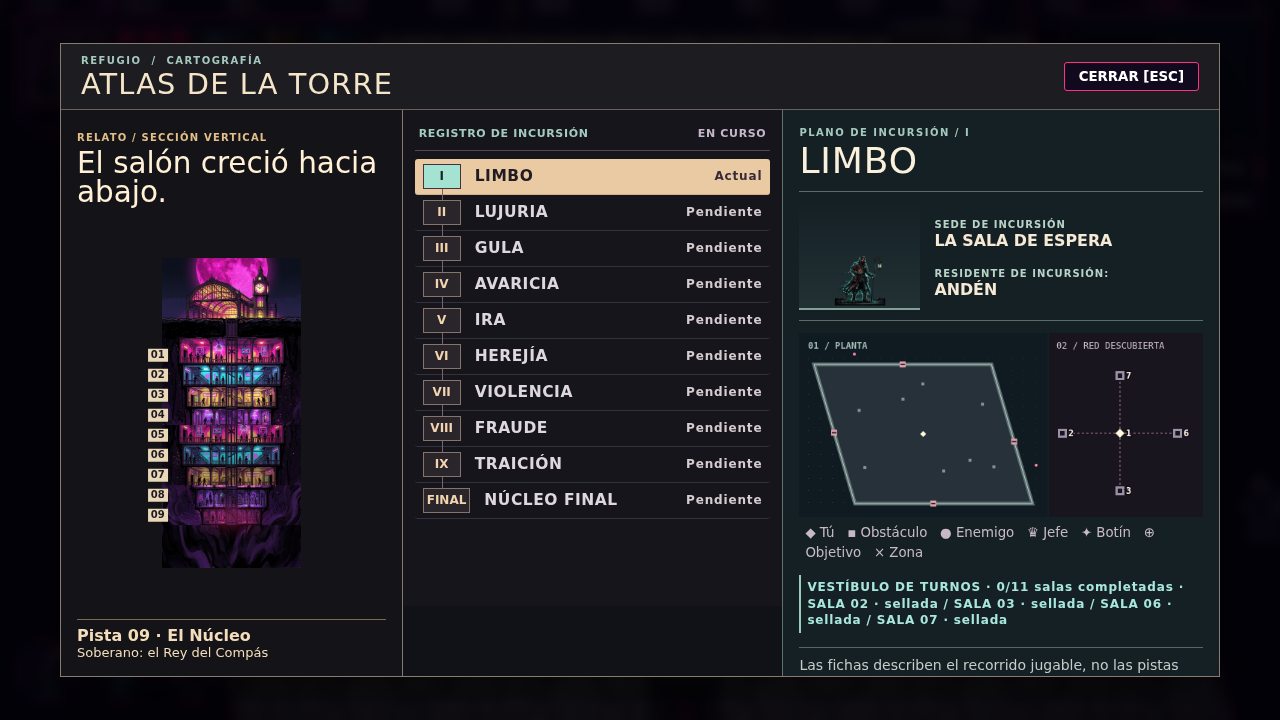 REFUGIO / CARTOGRAFÍA
ATLAS DE LA TORRE
CERRAR [ESC]
RELATO / SECCIÓN VERTICAL
El salón creció hacia
abajo.
01
02
03
04
05
06
07
08
09
Pista 09 · El Núcleo
Soberano: el Rey del Compás
REGISTRO DE INCURSIÓN EN CURSO
I LIMBO Actual
II LUJURIA Pendiente
III GULA Pendiente
IV AVARICIA Pendiente
V IRA Pendiente
VI HEREJÍA Pendiente
VII VIOLENCIA Pendiente
VIII FRAUDE Pendiente
IX TRAICIÓN Pendiente
FINAL NÚCLEO FINAL Pendiente
PLANO DE INCURSIÓN / I
LIMBO
SEDE DE INCURSIÓN
LA SALA DE ESPERA
RESIDENTE DE INCURSIÓN:
ANDÉN
01 / PLANTA
02 / RED DESCUBIERTA
7
2 1 6
3
◆ Tú ■ Obstáculo ● Enemigo ♛ Jefe ✦ Botín ⊕
Objetivo × Zona
VESTÍBULO DE TURNOS · 0/11 salas completadas ·
SALA 02 · sellada / SALA 03 · sellada / SALA 06 ·
sellada / SALA 07 · sellada
Las fichas describen el recorrido jugable, no las pistas